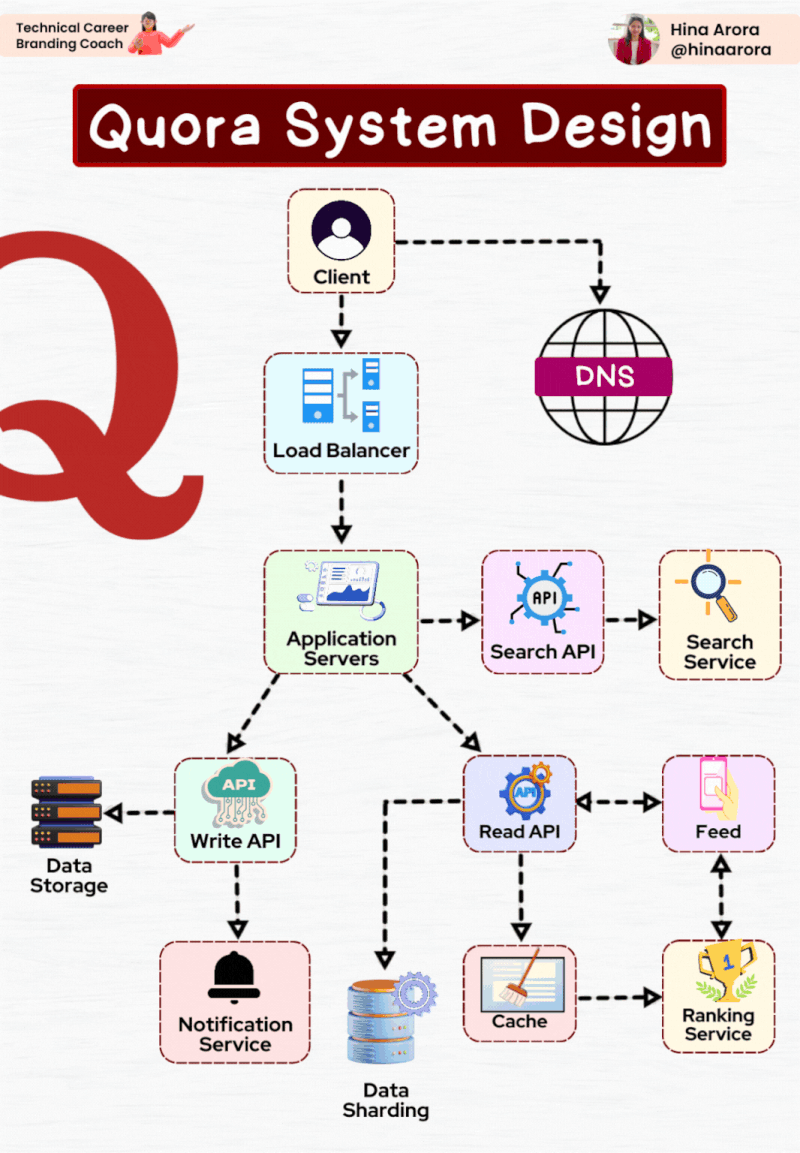 Technical Career
Branding Coach
Hina Arora
@hinaarora
Quora System Design
Q
Client
DNS
Load Balancer
Application
Servers
API
Search API
Search
Service
API
Write API
API
Read API
Feed
Data
Storage
Notification
Service
Data
Sharding
Cache
1
Ranking
Service